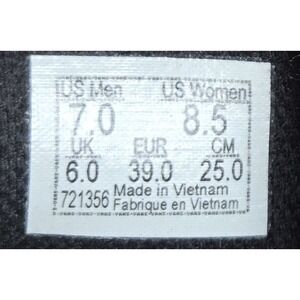 US Men US Women
7.0 8.5
UK EUR CM
6.0 39.0 25.0
721356 Made in Vietnam
Fabrique en Vietnam